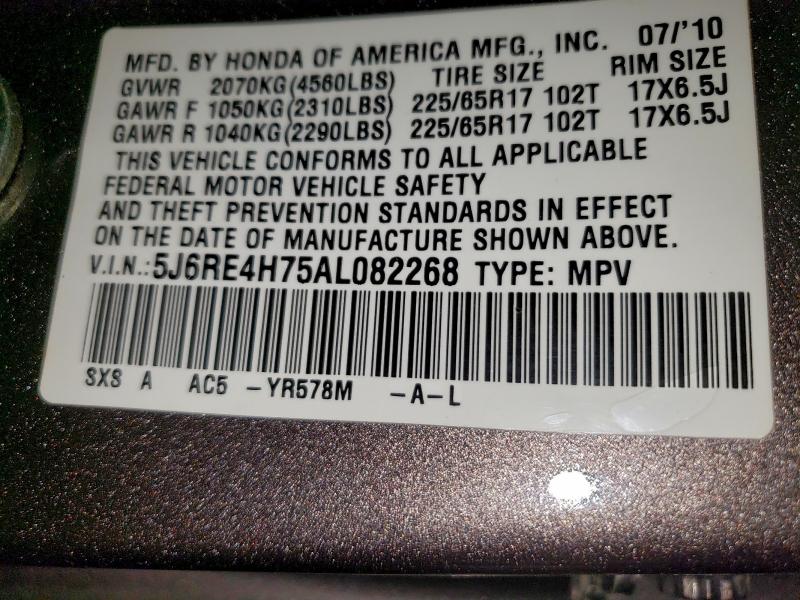 MFD. BY HONDA OF AMERICA MFG., INC. 07/'10
GVWR 2070KG(4560LBS) TIRE SIZE RIM SIZE
GAWR F 1050KG(2310LBS) 225/65R17 102T 17X6.5J
GAWR R 1040KG(2290LBS) 225/65R17 102T 17X6.5J
THIS VEHICLE CONFORMS TO ALL APPLICABLE
FEDERAL MOTOR VEHICLE SAFETY
AND THEFT PREVENTION STANDARDS IN EFFECT
ON THE DATE OF MANUFACTURE SHOWN ABOVE.
V.I.N.:5J6RE4H75AL082268 TYPE: MPV
SXS A AC5 -YR578M -A-L